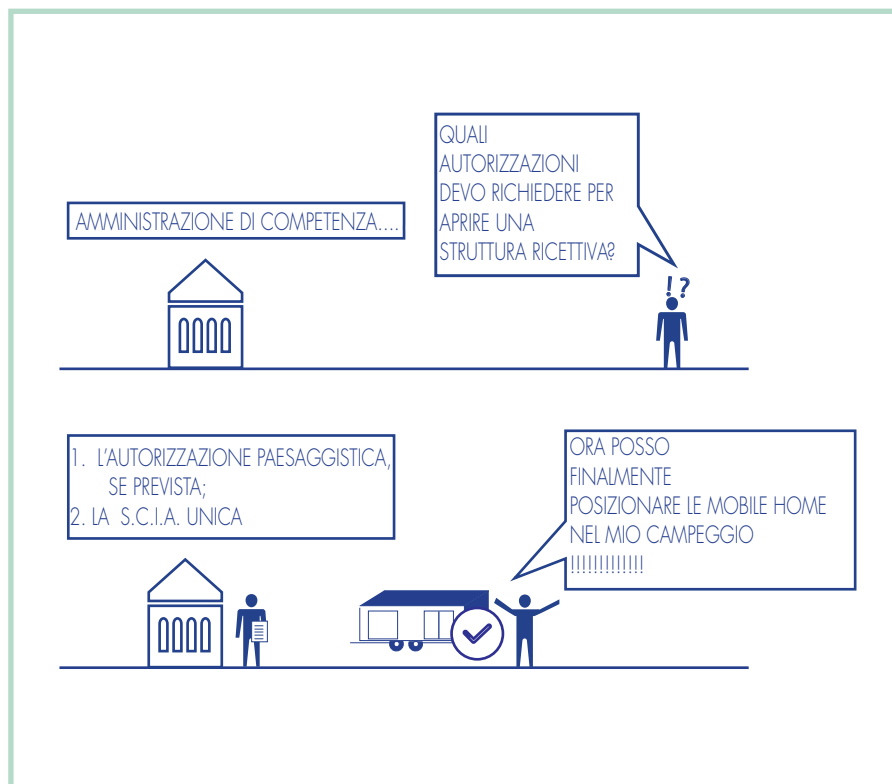 AMMINISTRAZIONE DI COMPETENZA....
QUALI
AUTORIZZAZIONI
DEVO RICHIEDERE PER
APRIRE UNA
STRUTTURA RICETTIVA?
!?
1. L'AUTORIZZAZIONE PAESAGGISTICA,
SE PREVISTA;
2. LA S.C.I.A. UNICA
ORA POSSO
FINALMENTE
POSIZIONARE LE MOBILE HOME
NEL MIO CAMPEGGIO
!!!!!!!!!!!!!